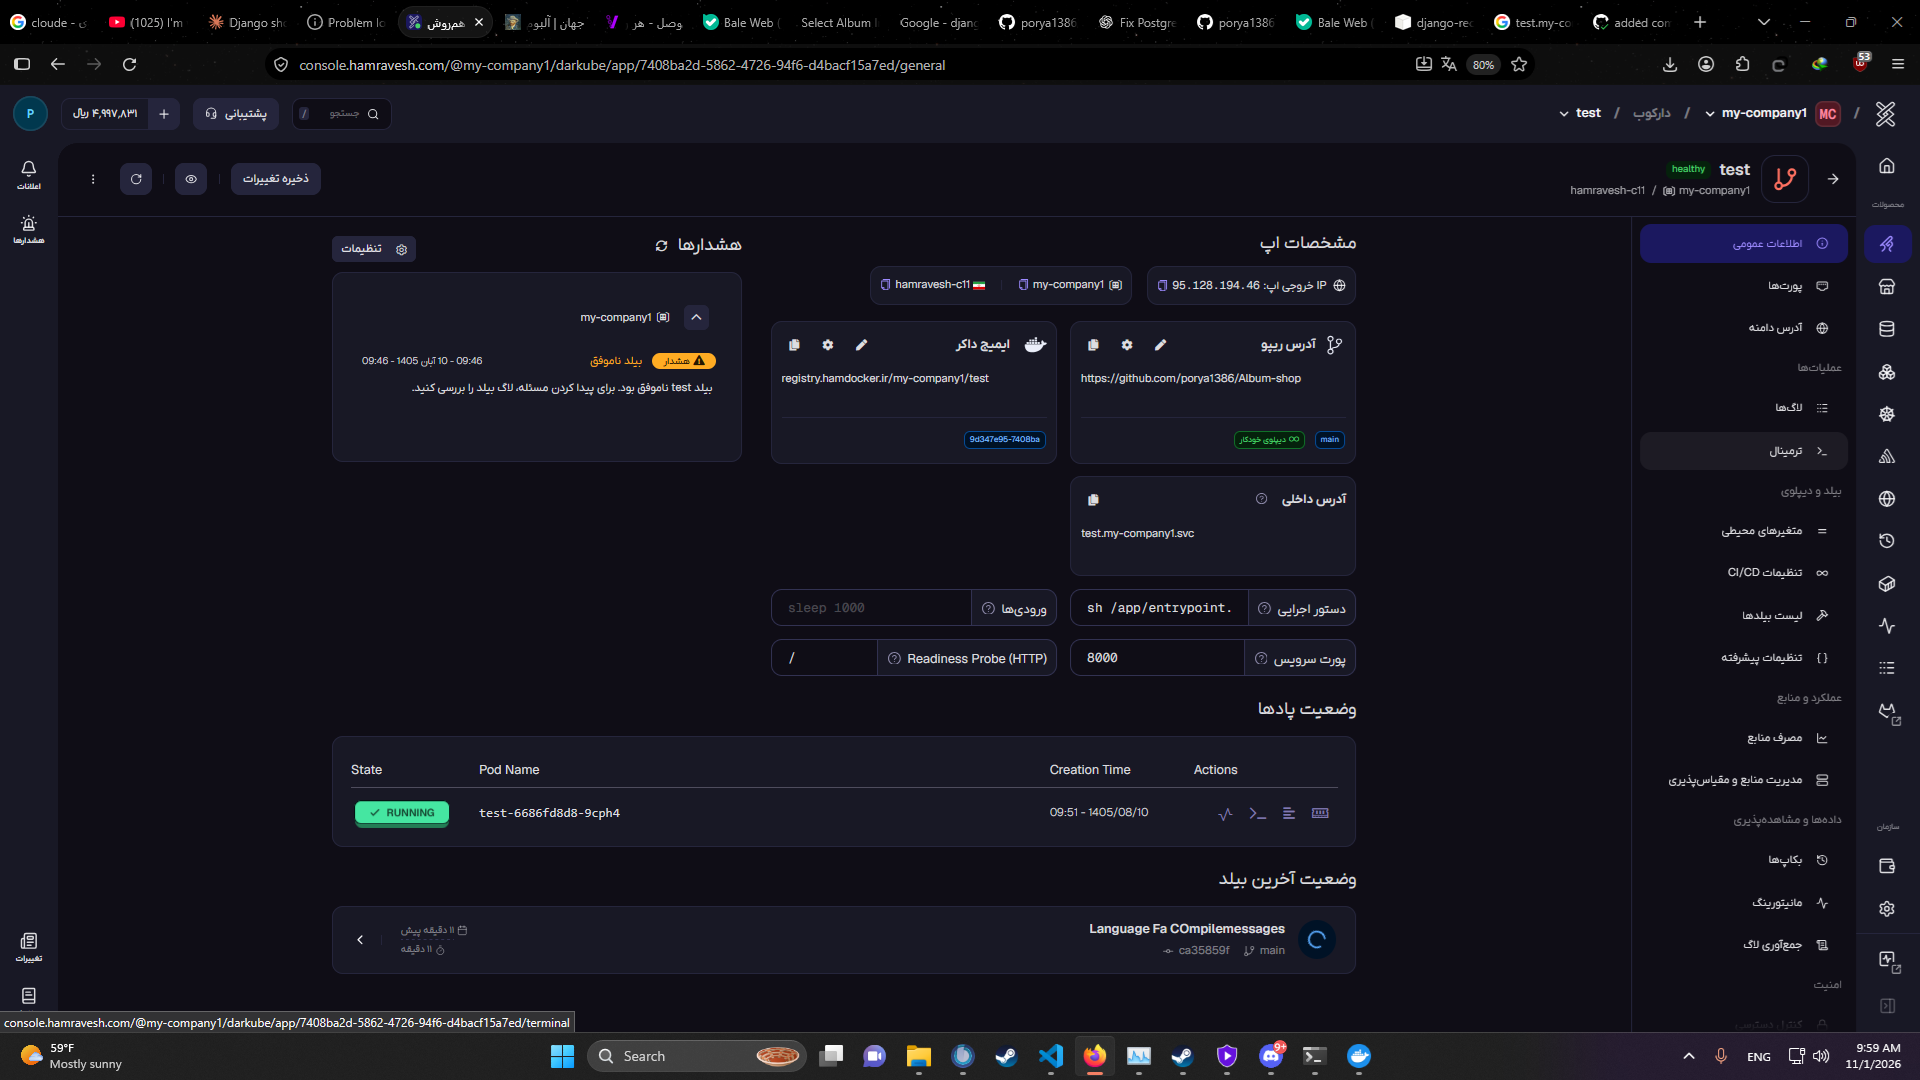 cloude - ی
(1025) I'm
Django sho
Problem lo
هم‌روش
جهان | آلبوم
وصل - هر
Bale Web (
Select Album
Google - djang
porya1386
Fix Postgre
porya1386
Bale Web (
django-red
test.my-co
added com
console.hamravesh.com/@my-company1/darkube/app/7408ba2d-5862-4726-94f6-d4bacf15a7ed/general
80%
53
MC my-company1 / دارکوب / test
جستجو /
پشتیبانی
۴,۹۹۷,۸۳۱ ریال
P
اعلانات
هشدارها
تغییرات
test healthy
hamravesh-c11 / my-company1
ذخیره تغییرات
محصولات
سازمان
اطلاعات عمومی
پورت‌ها
آدرس دامنه
عملیات‌ها
لاگ‌ها
ترمینال
بیلد و دیپلوی
متغیرهای محیطی
تنظیمات CI/CD
لیست بیلدها
تنظیمات پیشرفته
عملکرد و منابع
مصرف منابع
مدیریت منابع و مقیاس‌پذیری
داده‌ها و مشاهده‌پذیری
بکاپ‌ها
مانیتورینگ
جمع‌آوری لاگ
امنیت
کنترل دسترسی
مشخصات اپ
IP خروجی اپ: 95.128.194.46
my-company1
hamravesh-c11
آدرس ریپو
https://github.com/porya1386/Album-shop
main
دیپلوی خودکار
ایمیج داکر
registry.hamdocker.ir/my-company1/test
9d347e95-7408ba
آدرس داخلی
test.my-company1.svc
دستور اجرایی
sh /app/entrypoint.
ورودی‌ها
sleep 1000
پورت سرویس
8000
Readiness Probe (HTTP)
/
هشدارها
تنظیمات
my-company1
هشدار
بیلد ناموفق
09:46 - 10 آبان 1405 - 09:46
بیلد test ناموفق بود. برای پیدا کردن مسئله، لاگ بیلد را بررسی کنید.
وضعیت پادها
State Pod Name Creation Time Actions
RUNNING test-6686fd8d8-9cph4 09:51 - 1405/08/10
وضعیت آخرین بیلد
Language Fa COmpilemessages
ca35859f main
۱۱ دقیقه پیش
۱۱ دقیقه
console.hamravesh.com/@my-company1/darkube/app/7408ba2d-5862-4726-94f6-d4bacf15a7ed/terminal
59°F
Mostly sunny
Search
9+
ENG
9:59 AM
11/1/2026